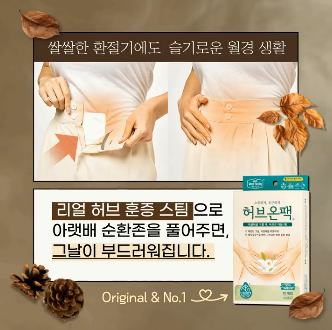 쌀쌀한 환절기에도 슬기로운 월경 생활
리얼 허브 훈증 스팀 으로
아랫배 순환존을 풀어주면,
그날이 부드러워집니다.
허브온팩
Original & No.1